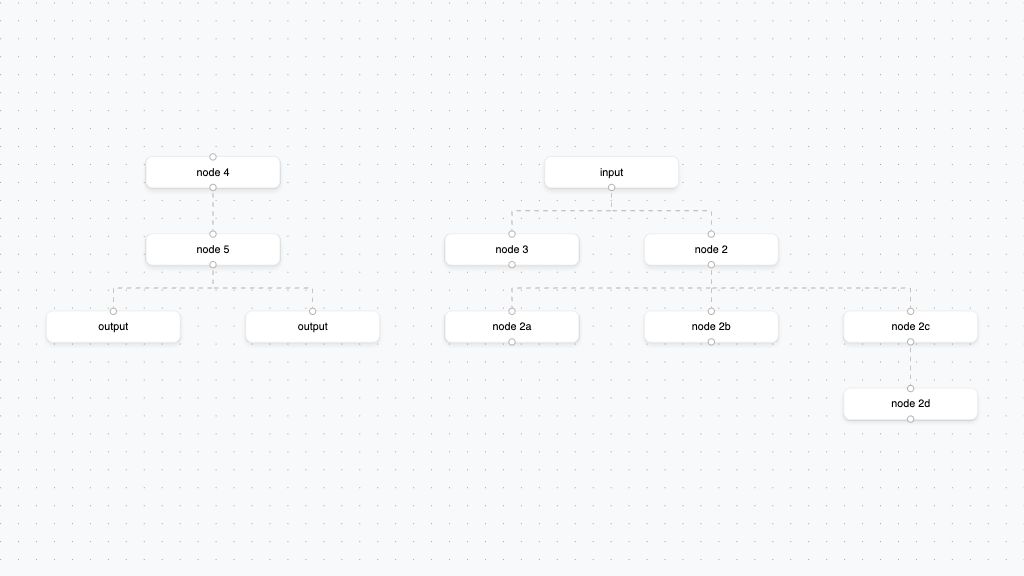 node 4
input
node 5
node 3
node 2
output
output
node 2a
node 2b
node 2c
node 2d